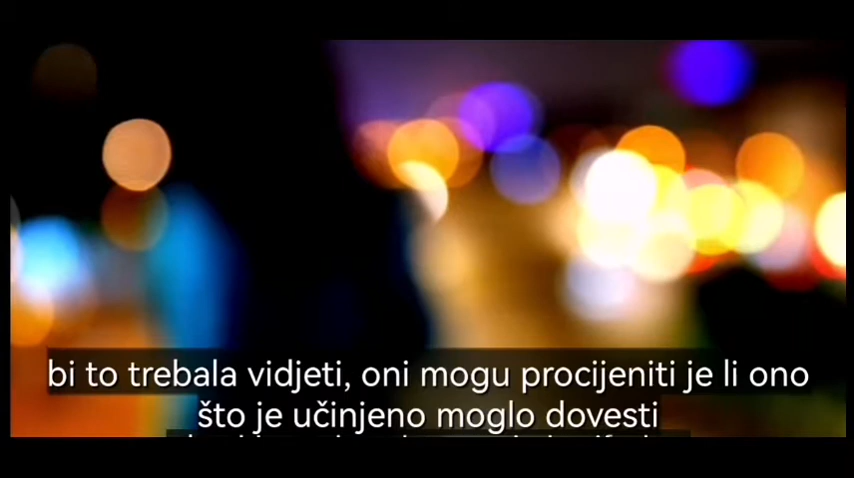 bi to trebala vidjeti, oni mogu procijeniti je li ono
što je učinjeno moglo dovesti